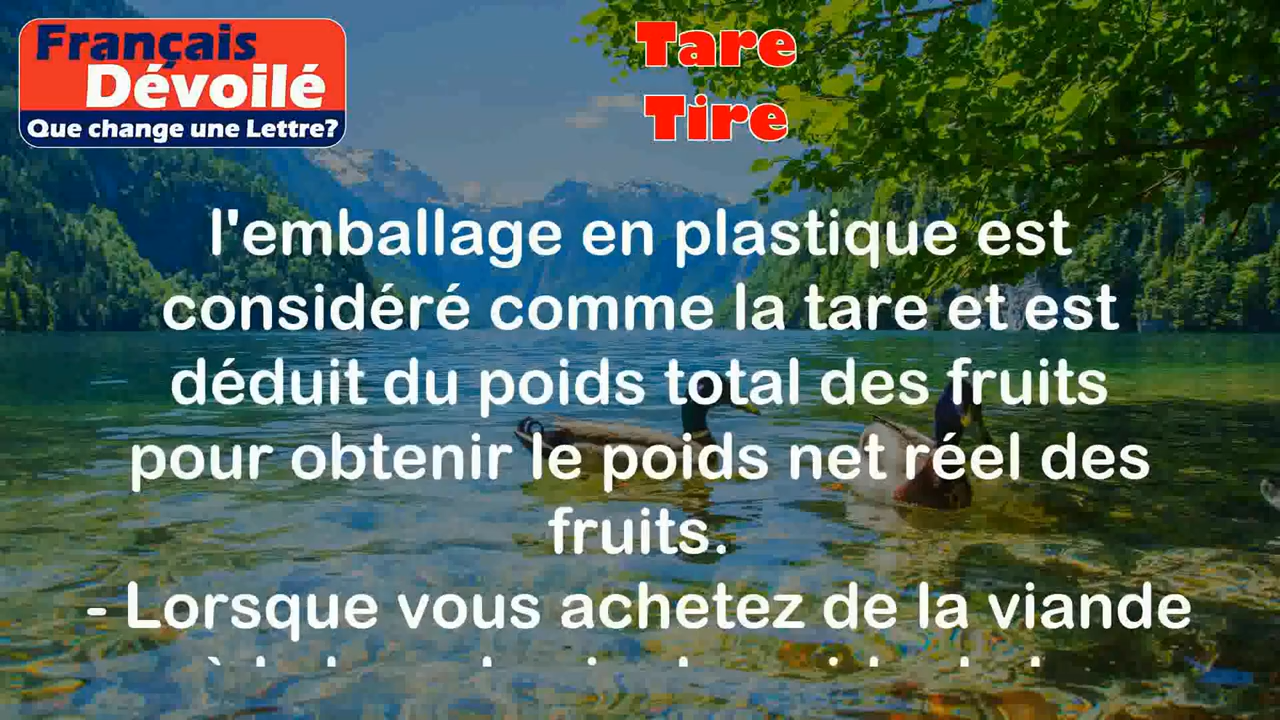 Français
Dévoilé
Que change une Lettre?
Tare
Tire
l'emballage en plastique est
considéré comme la tare et est
déduit du poids total des fruits
pour obtenir le poids net réel des
fruits.
- Lorsque vous achetez de la viande